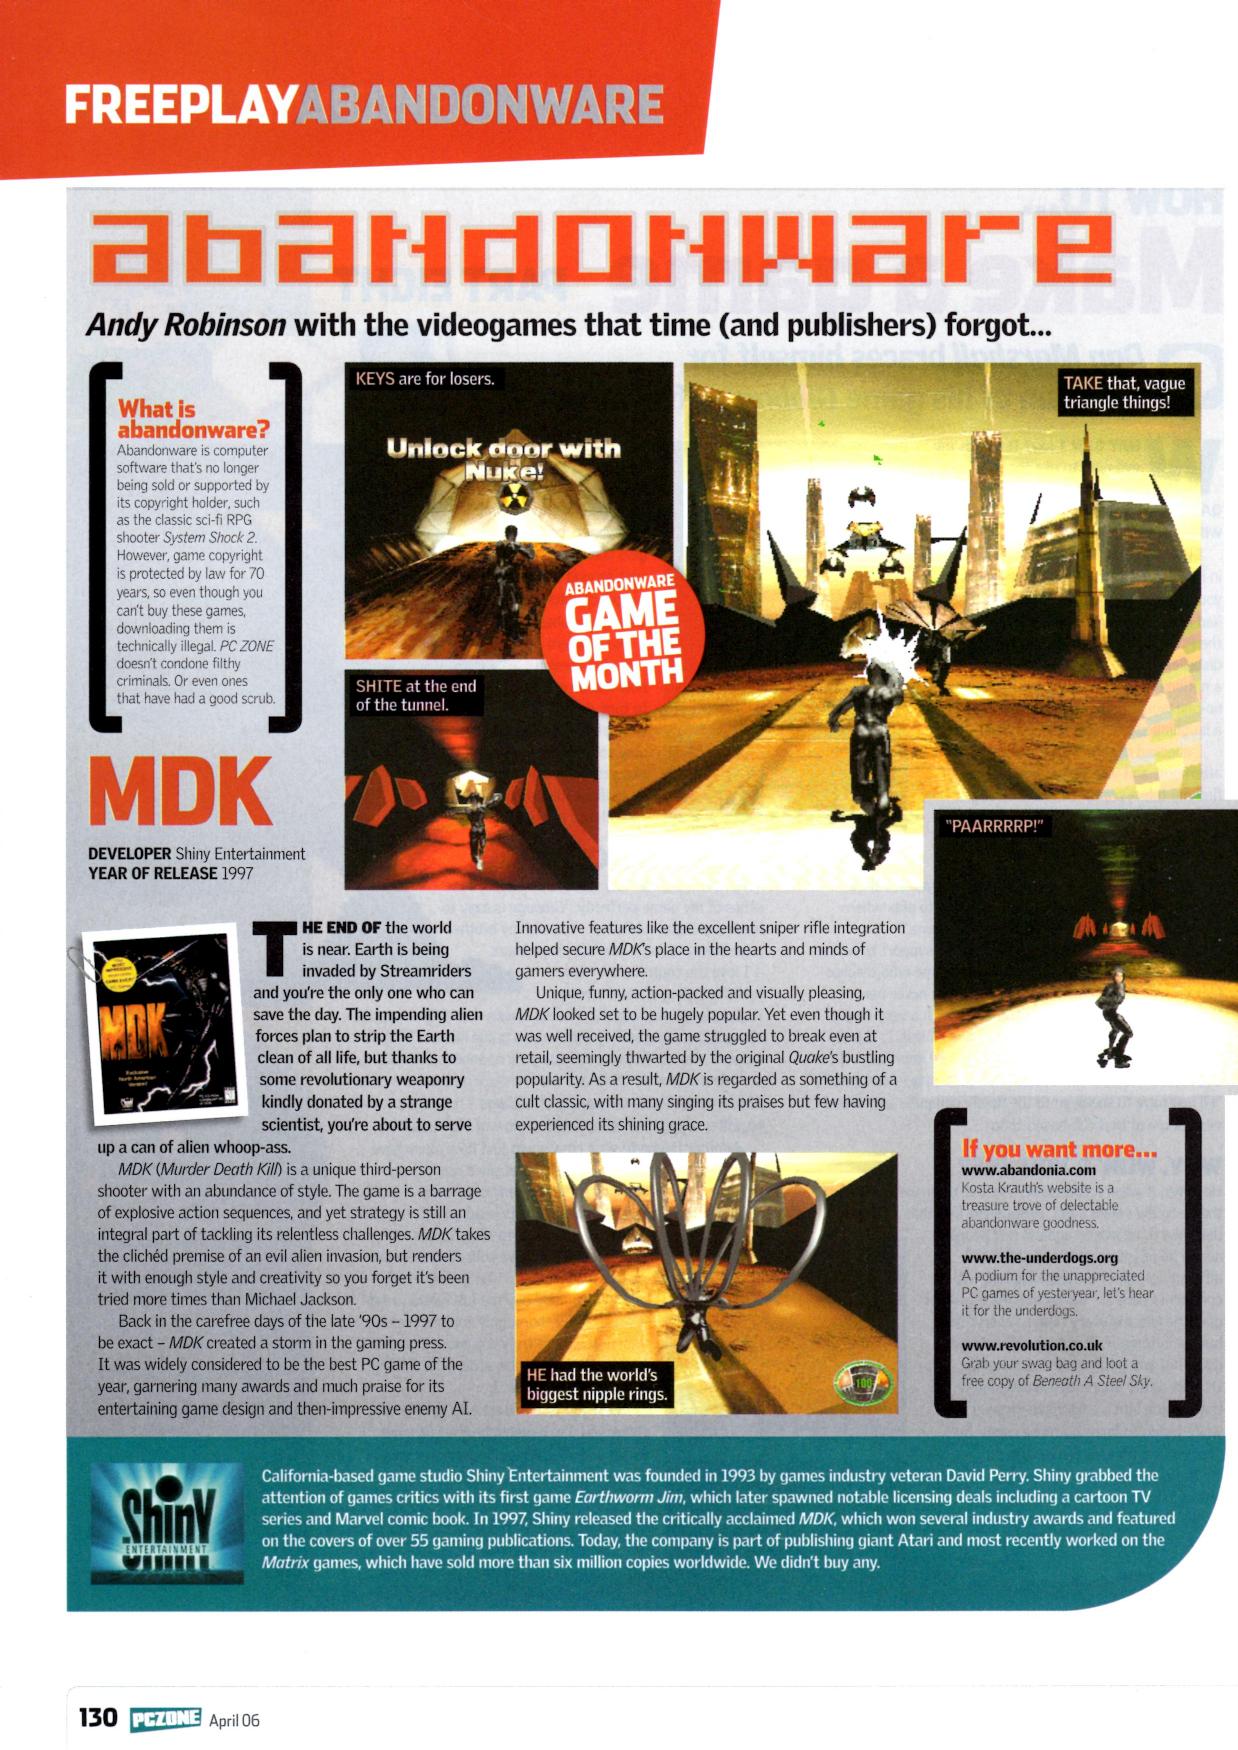 FREEPLAYABANDONWARE
abandonware
Andy Robinson with the videogames that time (and publishers) forgot...
What is
abandonware?
Abandonware is computer
software that's no longer
being sold or supported by
its copyright holder, such
as the classic sci-fi RPG
shooter System Shock 2.
However, game copyright
is protected by law for 70
years, so even though you
can't buy these games,
downloading them is
technically illegal. PC ZONE
doesn't condone filthy
criminals. Or even ones
that have had a good scrub.
KEYS are for losers.
Unlock door with
Nuke!
TAKE that, vague
triangle things!
ABANDONWARE
GAME
OF THE
MONTH
SHITE at the end
of the tunnel.
"PAARRRRP!"
MDK
DEVELOPER Shiny Entertainment
YEAR OF RELEASE 1997
MDK
THE END OF the world
is near. Earth is being
invaded by Streamriders
and you're the only one who can
save the day. The impending alien
forces plan to strip the Earth
clean of all life, but thanks to
some revolutionary weaponry
kindly donated by a strange
scientist, you're about to serve
up a can of alien whoop-ass.
MDK (Murder Death Kill) is a unique third-person
shooter with an abundance of style. The game is a barrage
of explosive action sequences, and yet strategy is still an
integral part of tackling its relentless challenges. MDK takes
the clichéd premise of an evil alien invasion, but renders
it with enough style and creativity so you forget it's been
tried more times than Michael Jackson.
Back in the carefree days of the late '90s – 1997 to
be exact – MDK created a storm in the gaming press.
It was widely considered to be the best PC game of the
year, garnering many awards and much praise for its
entertaining game design and then-impressive enemy AI.
Innovative features like the excellent sniper rifle integration
helped secure MDK's place in the hearts and minds of
gamers everywhere.
Unique, funny, action-packed and visually pleasing,
MDK looked set to be hugely popular. Yet even though it
was well received, the game struggled to break even at
retail, seemingly thwarted by the original Quake's bustling
popularity. As a result, MDK is regarded as something of a
cult classic, with many singing its praises but few having
experienced its shining grace.
HE had the world's
biggest nipple rings.
100
If you want more...
www.abandonia.com
Kosta Krauth's website is a
treasure trove of delectable
abandonware goodness.
www.the-underdogs.org
A podium for the unappreciated
PC games of yesteryear, let's hear
it for the underdogs.
www.revolution.co.uk
Grab your swag bag and loot a
free copy of Beneath A Steel Sky.
Shiny
ENTERTAINMENT
California-based game studio Shiny Entertainment was founded in 1993 by games industry veteran David Perry. Shiny grabbed the
attention of games critics with its first game Earthworm Jim, which later spawned notable licensing deals including a cartoon TV
series and Marvel comic book. In 1997, Shiny released the critically acclaimed MDK, which won several industry awards and featured
on the covers of over 55 gaming publications. Today, the company is part of publishing giant Atari and most recently worked on the
Matrix games, which have sold more than six million copies worldwide. We didn't buy any.
130 PCZONE April 06